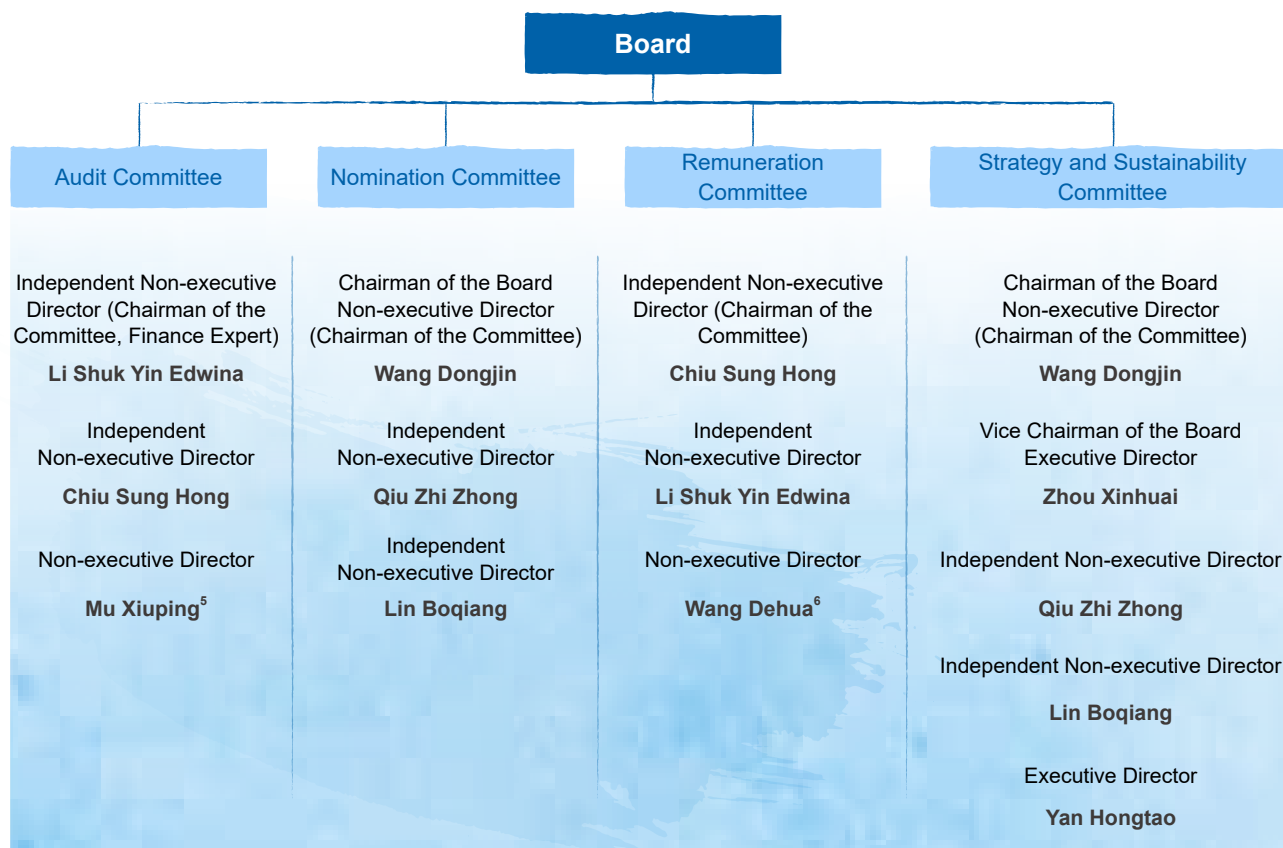 Board
Audit Committee
Independent Non-executive
Director (Chairman of the
Committee, Finance Expert)
Li Shuk Yin Edwina
Independent
Non-executive Director
Chiu Sung Hong
Non-executive Director
Mu Xiuping⁵
Nomination Committee
Chairman of the Board
Non-executive Director
(Chairman of the Committee)
Wang Dongjin
Independent
Non-executive Director
Qiu Zhi Zhong
Independent
Non-executive Director
Lin Boqiang
Remuneration
Committee
Independent Non-executive
Director (Chairman of the
Committee)
Chiu Sung Hong
Independent
Non-executive Director
Li Shuk Yin Edwina
Non-executive Director
Wang Dehua⁶
Strategy and Sustainability
Committee
Chairman of the Board
Non-executive Director
(Chairman of the Committee)
Wang Dongjin
Vice Chairman of the Board
Executive Director
Zhou Xinhuai
Independent Non-executive Director
Qiu Zhi Zhong
Independent Non-executive Director
Lin Boqiang
Executive Director
Yan Hongtao